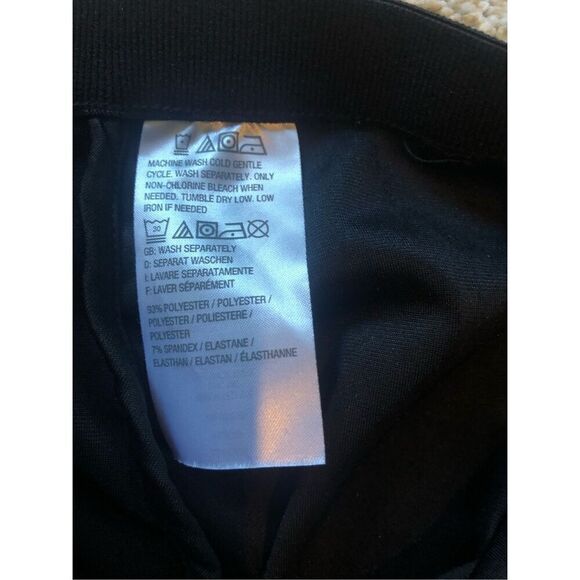 MACHINE WASH COLD GENTLE
CYCLE. WASH SEPARATELY. ONLY
NON-CHLORINE BLEACH WHEN
NEEDED. TUMBLE DRY LOW. LOW
IRON IF NEEDED
30
GB: WASH SEPARATELY
D: SEPARAT WASCHEN
I: LAVARE SEPARATAMENTE
F: LAVER SÉPARÉMENT
93% POLYESTER / POLYESTER /
POLYESTER / POLIESTERE /
POLYESTER
7% SPANDEX / ELASTANE /
ELASTHAN / ELASTAN / ÉLASTHANNE